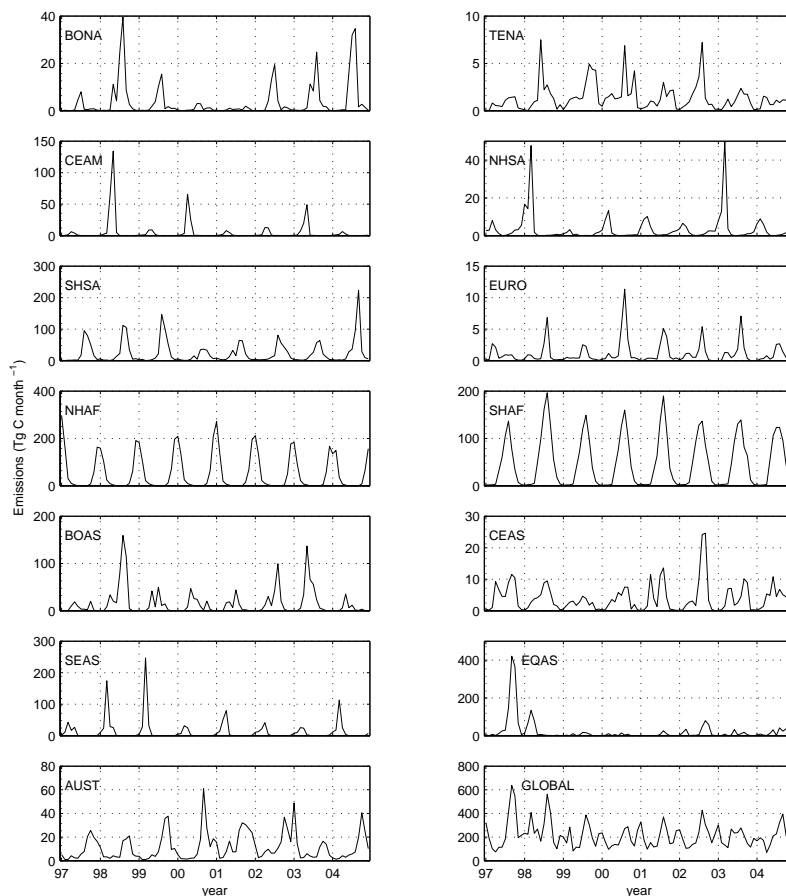 BONA
40
20
0
TENA
10
5
0
CEAM
150
100
50
0
NHSA
40
20
0
SHSA
300
200
100
0
EURO
15
10
5
0
NHAF
400
200
0
SHAF
200
100
0
BOAS
200
100
0
CEAS
30
20
10
0
SEAS
300
200
100
0
EQAS
400
200
0
AUST
80
60
40
20
0
97 98 99 00 01 02 03 04
year
GLOBAL
800
600
400
200
0
97 98 99 00 01 02 03 04
year
Emissions (Tg C month −1)